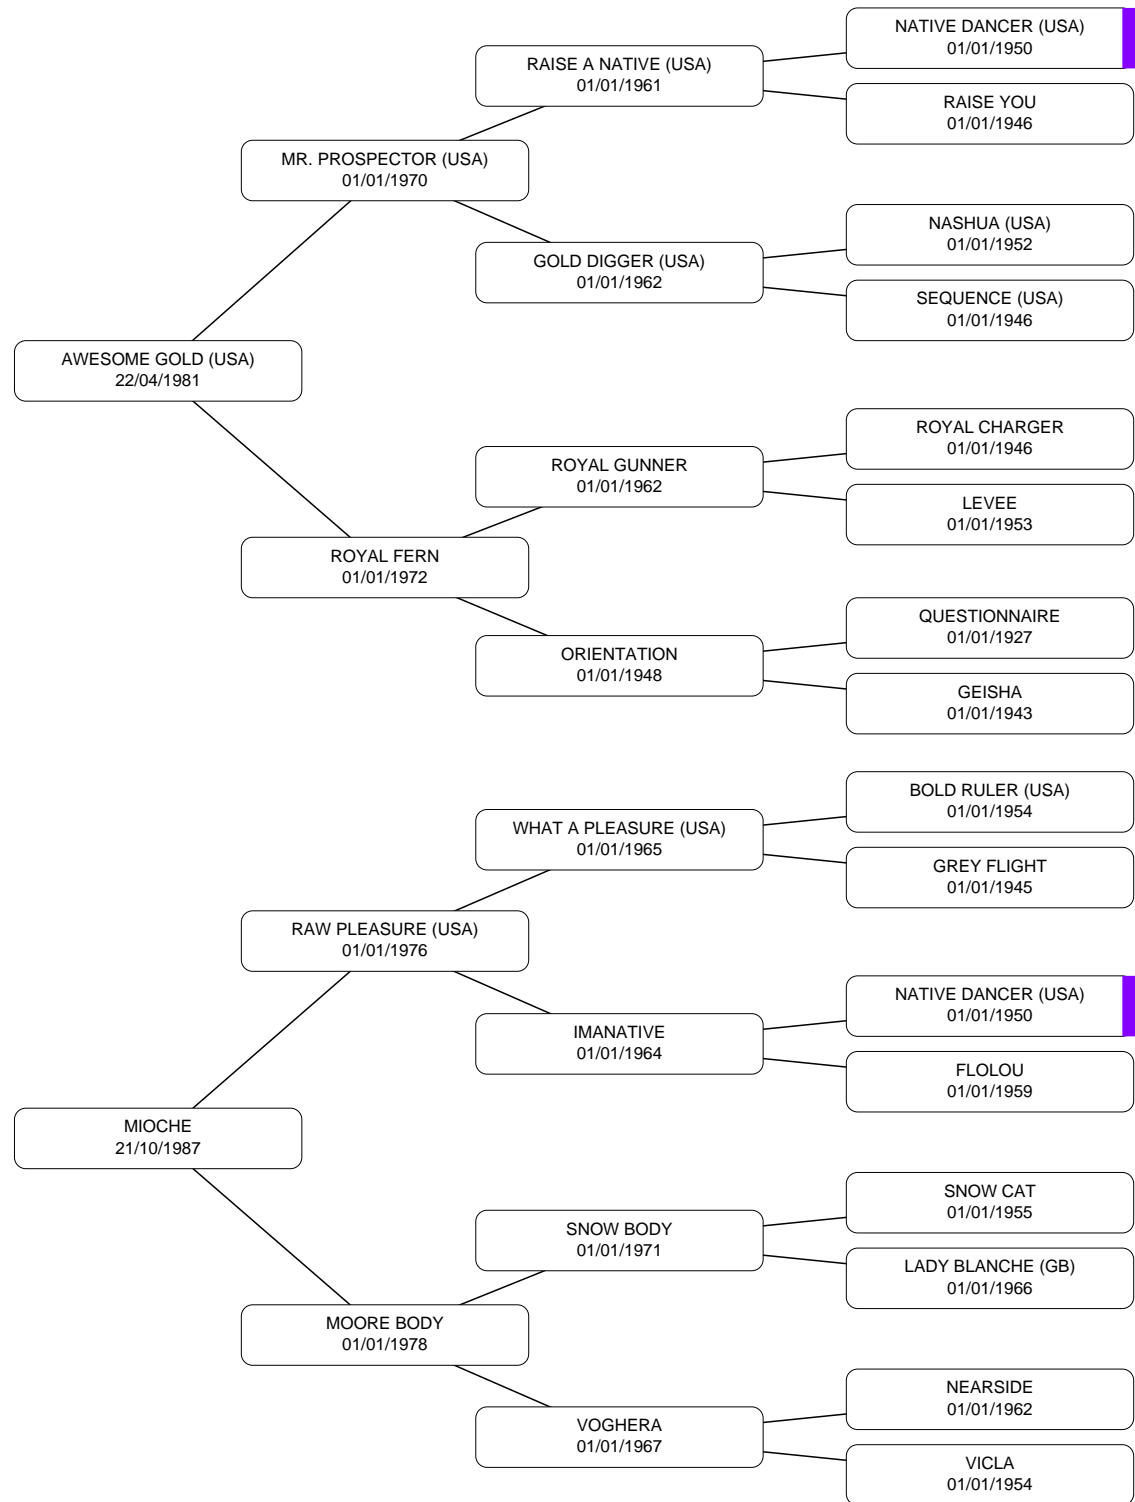 NATIVE DANCER (USA)
01/01/1950
RAISE A NATIVE (USA)
01/01/1961
RAISE YOU
01/01/1946
MR. PROSPECTOR (USA)
01/01/1970
NASHUA (USA)
01/01/1952
GOLD DIGGER (USA)
01/01/1962
SEQUENCE (USA)
01/01/1946
AWESOME GOLD (USA)
22/04/1981
ROYAL CHARGER
01/01/1946
ROYAL GUNNER
01/01/1962
LEVEE
01/01/1953
ROYAL FERN
01/01/1972
QUESTIONNAIRE
01/01/1927
ORIENTATION
01/01/1948
GEISHA
01/01/1943
BOLD RULER (USA)
01/01/1954
WHAT A PLEASURE (USA)
01/01/1965
GREY FLIGHT
01/01/1945
RAW PLEASURE (USA)
01/01/1976
NATIVE DANCER (USA)
01/01/1950
IMANATIVE
01/01/1964
FLOLOU
01/01/1959
MIOCHE
21/10/1987
SNOW CAT
01/01/1955
SNOW BODY
01/01/1971
LADY BLANCHE (GB)
01/01/1966
MOORE BODY
01/01/1978
NEARSIDE
01/01/1962
VOGHERA
01/01/1967
VICLA
01/01/1954